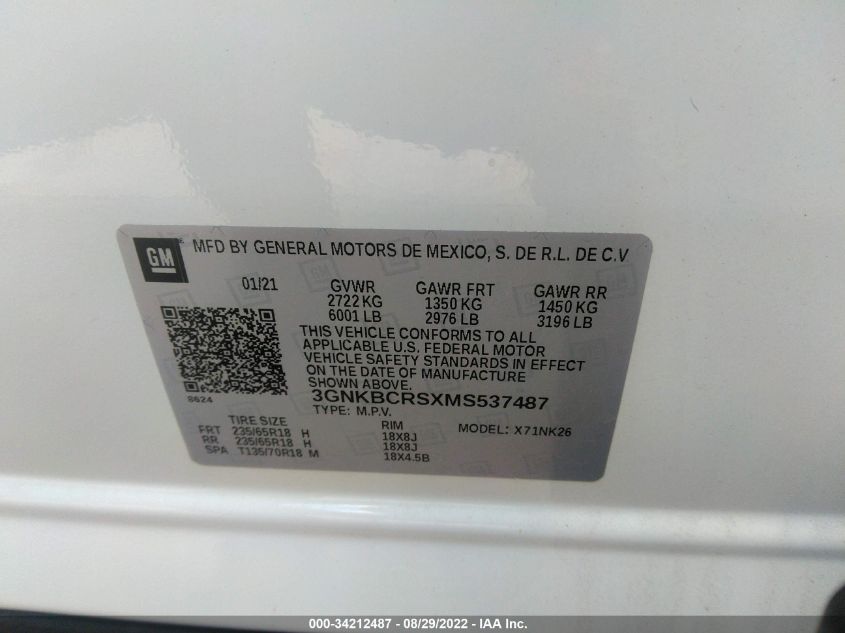 GM MFD BY GENERAL MOTORS DE MEXICO, S. DE R.L. DE C.V
01/21 GVWR GAWR FRT GAWR RR
2722 KG 1350 KG 1450 KG
6001 LB 2976 LB 3196 LB
THIS VEHICLE CONFORMS TO ALL
APPLICABLE U.S. FEDERAL MOTOR
VEHICLE SAFETY STANDARDS IN EFFECT
ON THE DATE OF MANUFACTURE
SHOWN ABOVE.
8624 3GNKBCRSXMS537487
TYPE: M.P.V.
TIRE SIZE RIM MODEL: X71NK26
FRT 235/65R18 H 18X8J
RR 235/65R18 H 18X8J
SPA T135/70R18 M 18X4.5B
000-34212487 - 08/29/2022 - IAA Inc.